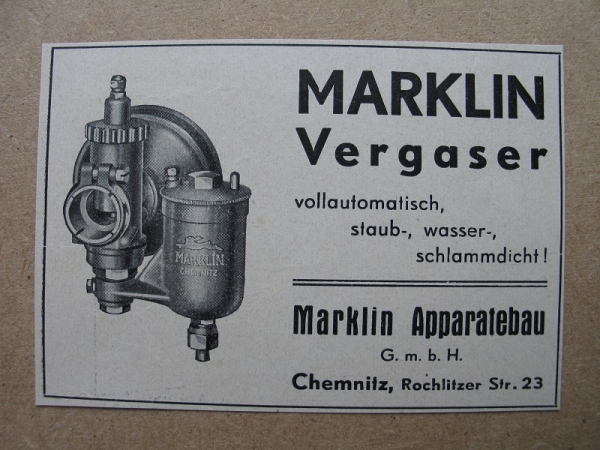 MARKLIN
Vergaser
vollautomatisch,
staub-, wasser-,
schlammdicht!
MARKLIN
CHEMNITZ
Marklin Apparatebau
G. m. b. H.
Chemnitz, Rochlitzer Str. 23